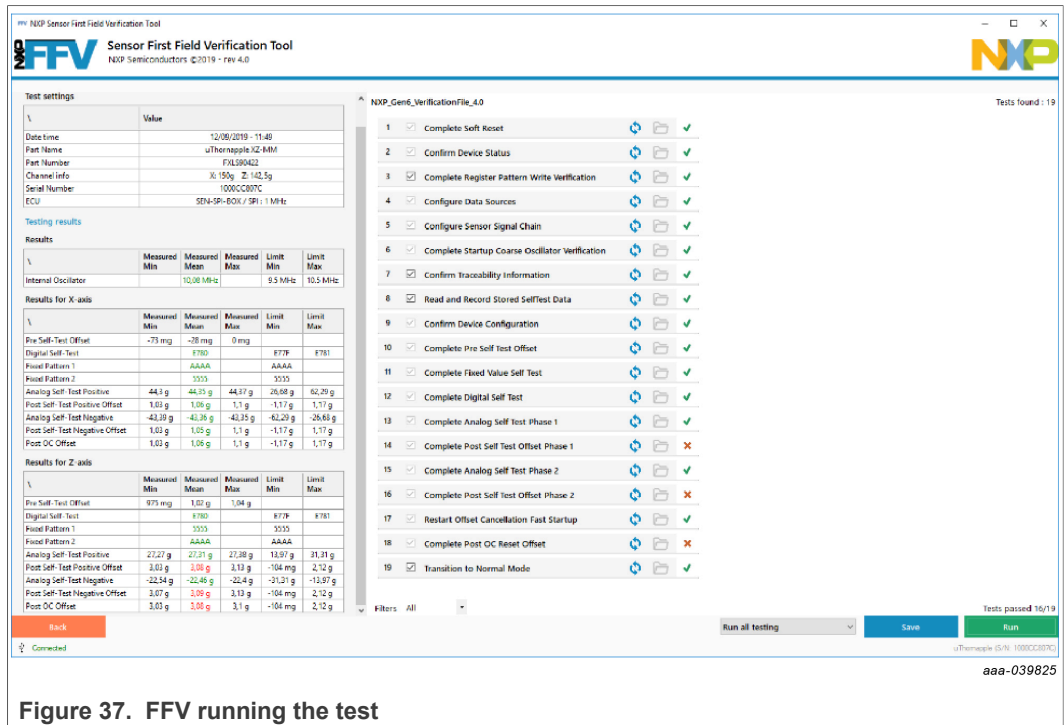 FFV NXP Sensor First Field Verification Tool
NXP FFV
Sensor First Field Verification Tool
NXP Semiconductors ©2019 - rev 4.0
NXP
Test settings
\ Value
Date time 12/09/2019 - 11:49
Part Name uThornapple XZ-MM
Part Number FXLS90422
Channel info X: 150g Z: 142,5g
Serial Number 1000CC807C
ECU SEN-SPI-BOX / SPI : 1 MHz
Testing results
Results
\ Measured Min Measured Mean Measured Max Limit Min Limit Max
Internal Oscillator 10,08 MHz 9.5 MHz 10.5 MHz
Results for X-axis
\ Measured Min Measured Mean Measured Max Limit Min Limit Max
Pre Self-Test Offset -73 mg -28 mg 0 mg
Digital Self-Test E780 E77F E781
Fixed Pattern 1 AAAA AAAA
Fixed Pattern 2 5555 5555
Analog Self-Test Positive 44,3 g 44,35 g 44,37 g 26,68 g 62,29 g
Post Self-Test Positive Offset 1,03 g 1,06 g 1,1 g -1,17 g 1,17 g
Analog Self-Test Negative -43,39 g -43,36 g -43,35 g -62,29 g -26,68 g
Post Self-Test Negative Offset 1,03 g 1,05 g 1,1 g -1,17 g 1,17 g
Post OC Offset 1,03 g 1,06 g 1,1 g -1,17 g 1,17 g
Results for Z-axis
\ Measured Min Measured Mean Measured Max Limit Min Limit Max
Pre Self-Test Offset 975 mg 1,02 g 1,04 g
Digital Self-Test E780 E77F E781
Fixed Pattern 1 5555 5555
Fixed Pattern 2 AAAA AAAA
Analog Self-Test Positive 27,27 g 27,31 g 27,38 g 13,97 g 31,31 g
Post Self-Test Positive Offset 3,03 g 3,08 g 3,13 g -104 mg 2,12 g
Analog Self-Test Negative -22,54 g -22,46 g -22,4 g -31,31 g -13,97 g
Post Self-Test Negative Offset 3,07 g 3,09 g 3,13 g -104 mg 2,12 g
Post OC Offset 3,03 g 3,08 g 3,1 g -104 mg 2,12 g
NXP_Gen6_VerificationFile_4.0 Tests found : 19
1 Complete Soft Reset
2 Confirm Device Status
3 Complete Register Pattern Write Verification
4 Configure Data Sources
5 Configure Sensor Signal Chain
6 Complete Startup Coarse Oscillator Verification
7 Confirm Traceability Information
8 Read and Record Stored SelfTest Data
9 Confirm Device Configuration
10 Complete Pre Self Test Offset
11 Complete Fixed Value Self Test
12 Complete Digital Self Test
13 Complete Analog Self Test Phase 1
14 Complete Post Self Test Offset Phase 1
15 Complete Analog Self Test Phase 2
16 Complete Post Self Test Offset Phase 2
17 Restart Offset Cancellation Fast Startup
18 Complete Post OC Reset Offset
19 Transition to Normal Mode
Filters All Tests passed 16/19
Back Run all testing Save Run
Connected uThornapple (S/N: 1000CC807C)
aaa-039825
Figure 37. FFV running the test